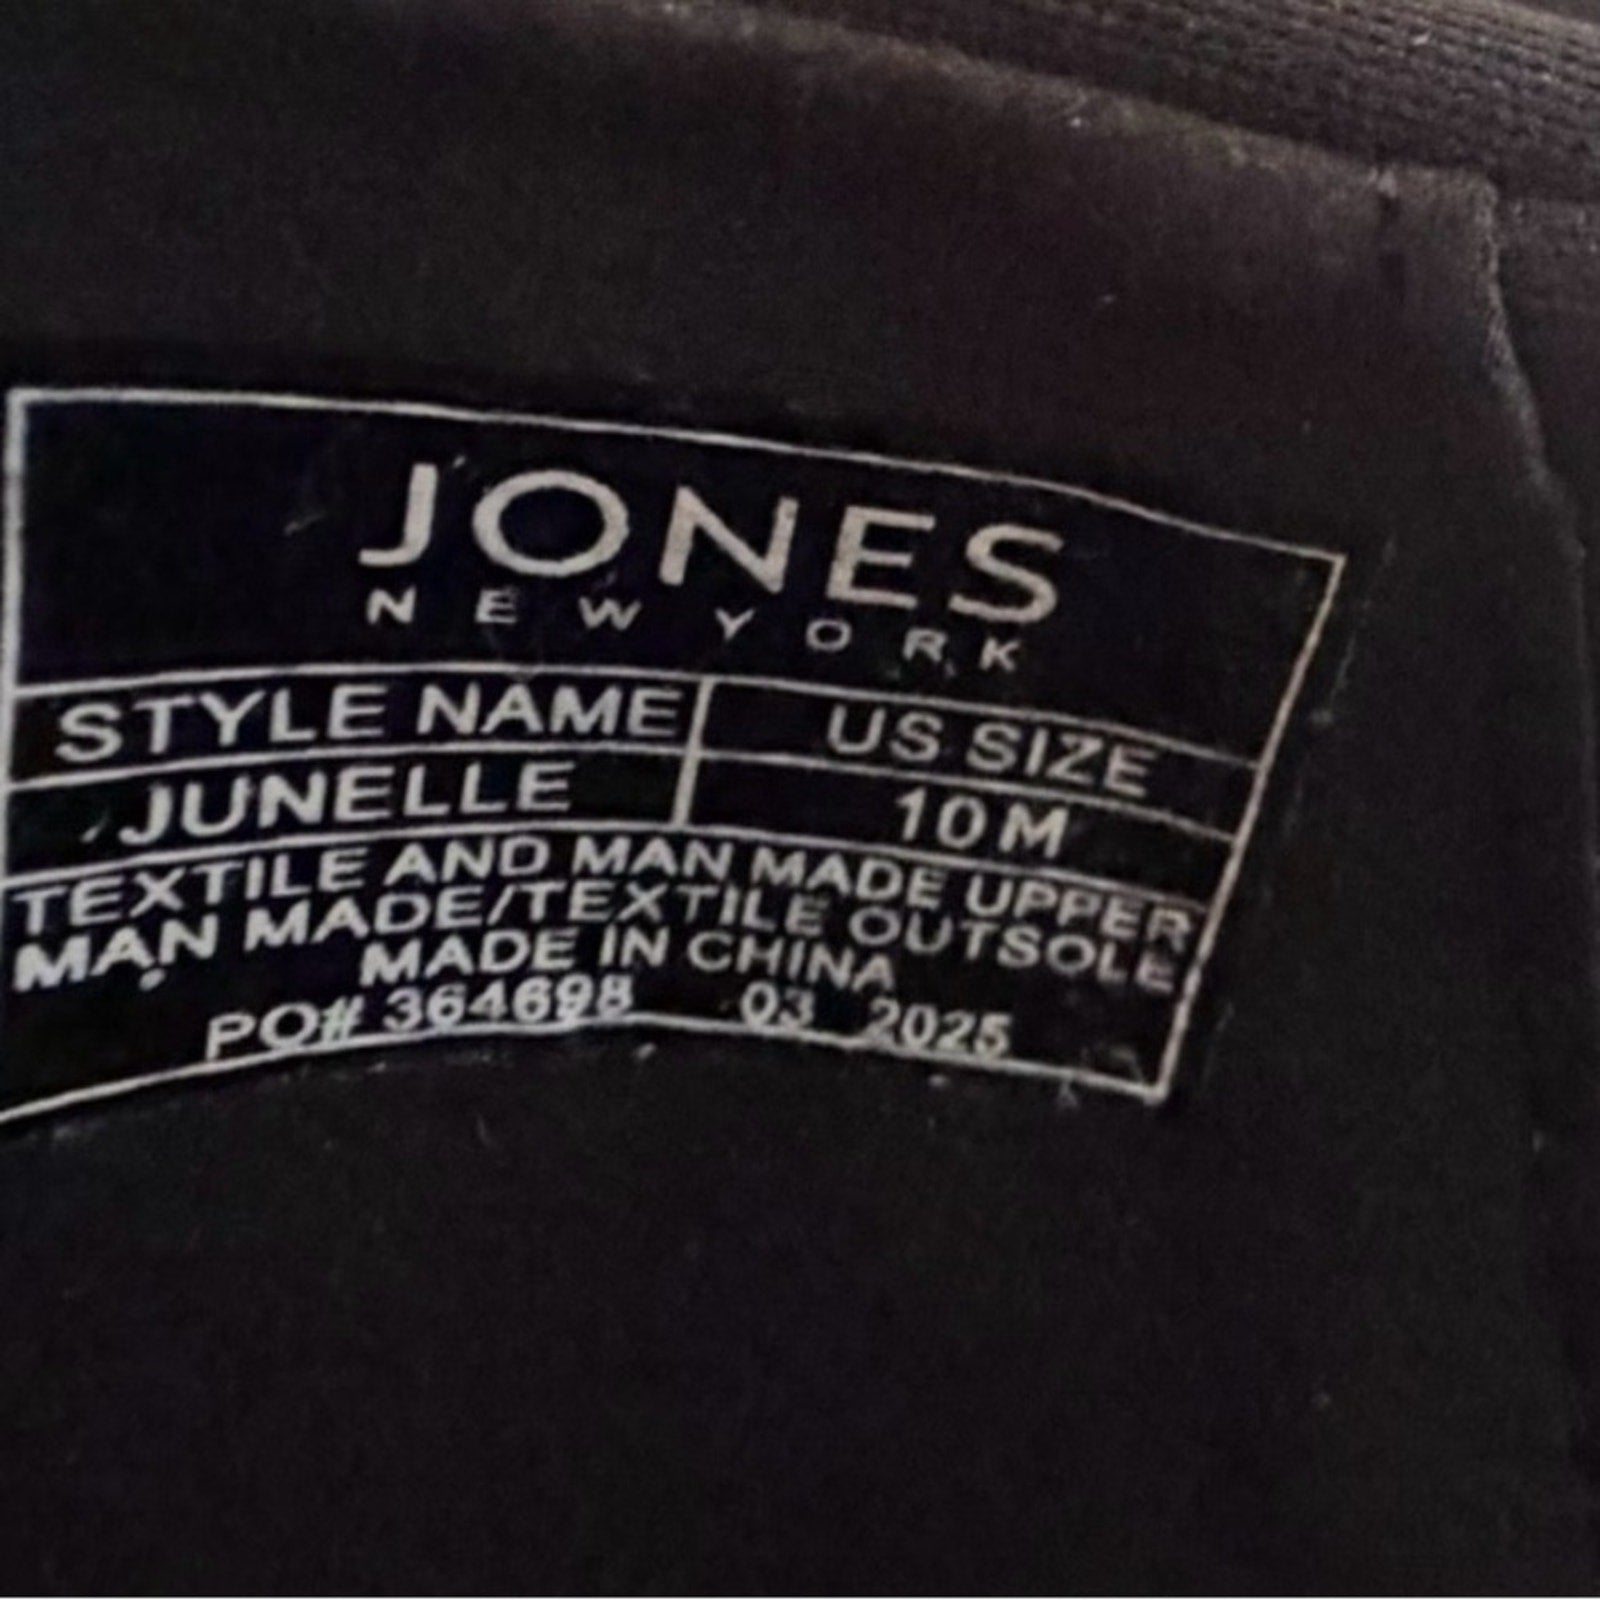 JONES
NEW YORK
STYLE NAME US SIZE
JUNELLE 10 M
TEXTILE AND MAN MADE UPPER
MAN MADE/TEXTILE OUTSOLE
MADE IN CHINA
PO# 364698 03 2025